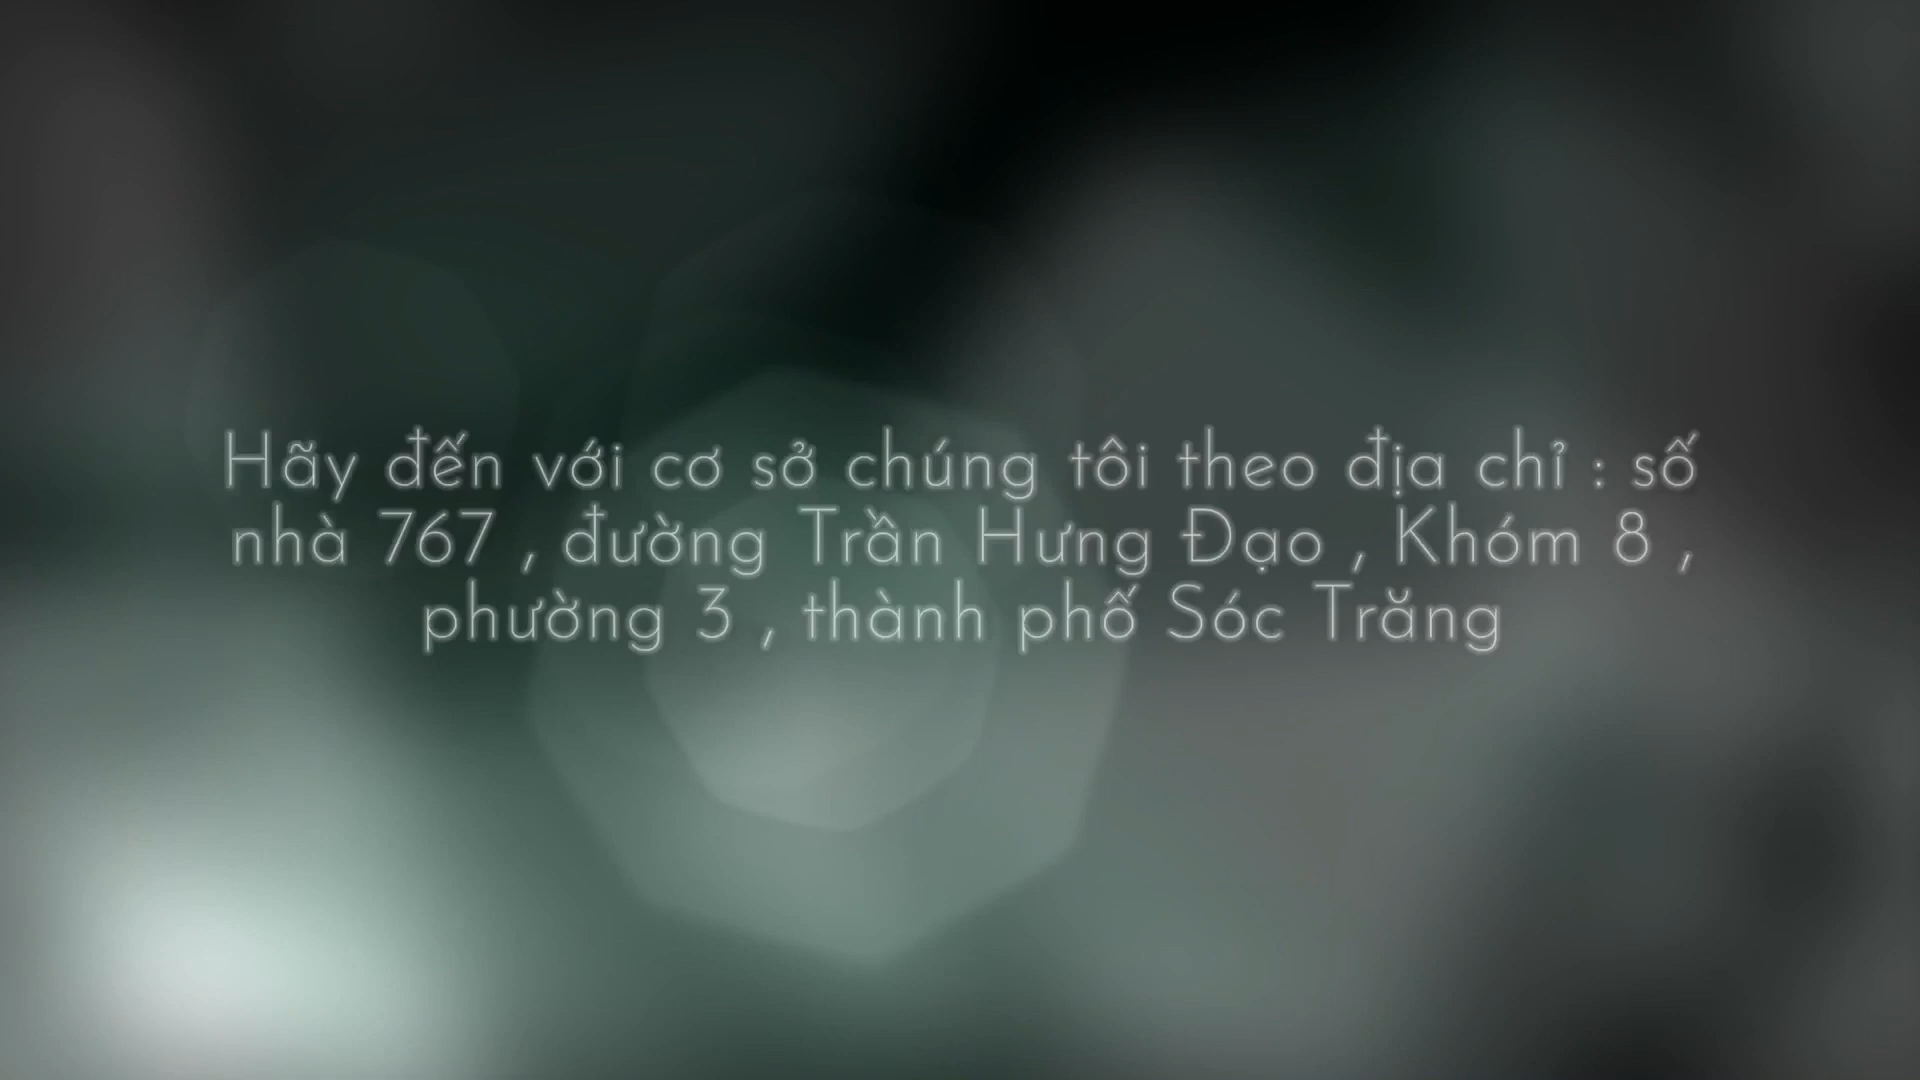 Hãy đến với cơ sở chúng tôi theo địa chỉ : số
nhà 767 , đường Trần Hưng Đạo , Khóm 8 ,
phường 3 , thành phố Sóc Trăng